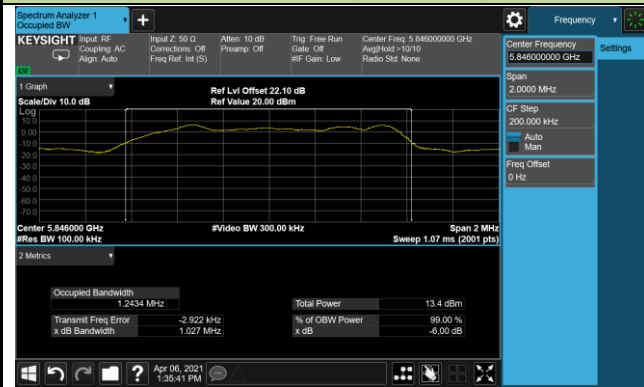 Spectrum Analyzer 1
Occupied BW
+
Frequency
KEYSIGHT
Input: RF
Coupling: AC
Align: Auto
Input Z: 50 Ω
Corrections: Off
Freq Ref: Int (S)
Atten: 10 dB
Preamp: Off
Trig: Free Run
Gate: Off
#IF Gain: Low
Center Freq: 5.846000000 GHz
Avg|Hold:>10/10
Radio Std: None
LXI
Center Frequency
5.846000000 GHz
Settings
Span
2.0000 MHz
CF Step
200.000 kHz
Auto
Man
Freq Offset
0 Hz
1 Graph
Scale/Div 10.0 dB
Ref Lvl Offset 22.10 dB
Ref Value 20.00 dBm
Log
10.0
0.00
-10.0
-20.0
-30.0
-40.0
-50.0
-60.0
-70.0
Center 5.846000 GHz
#Video BW 300.00 kHz
Span 2 MHz
#Res BW 100.00 kHz
Sweep 1.07 ms (2001 pts)
2 Metrics
Occupied Bandwidth
1.2434 MHz
Total Power 13.4 dBm
Transmit Freq Error -2.922 kHz
% of OBW Power 99.00 %
x dB Bandwidth 1.027 MHz
x dB -6.00 dB
?
Apr 06, 2021
1:35:41 PM